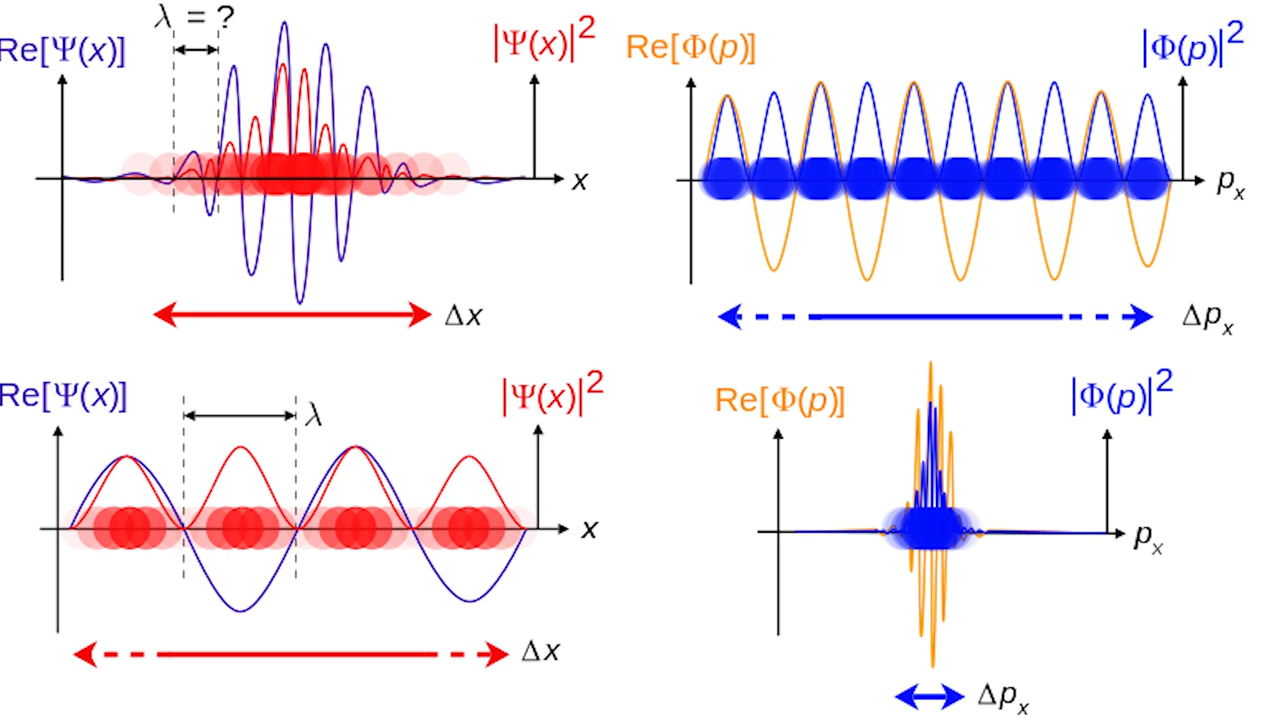 λ = ?
Re[Ψ(x)]
|Ψ(x)|²
x
Δx
Re[Φ(p)]
|Φ(p)|²
pₓ
Δpₓ
Re[Ψ(x)]
λ
|Ψ(x)|²
x
Δx
Re[Φ(p)]
|Φ(p)|²
pₓ
Δpₓ